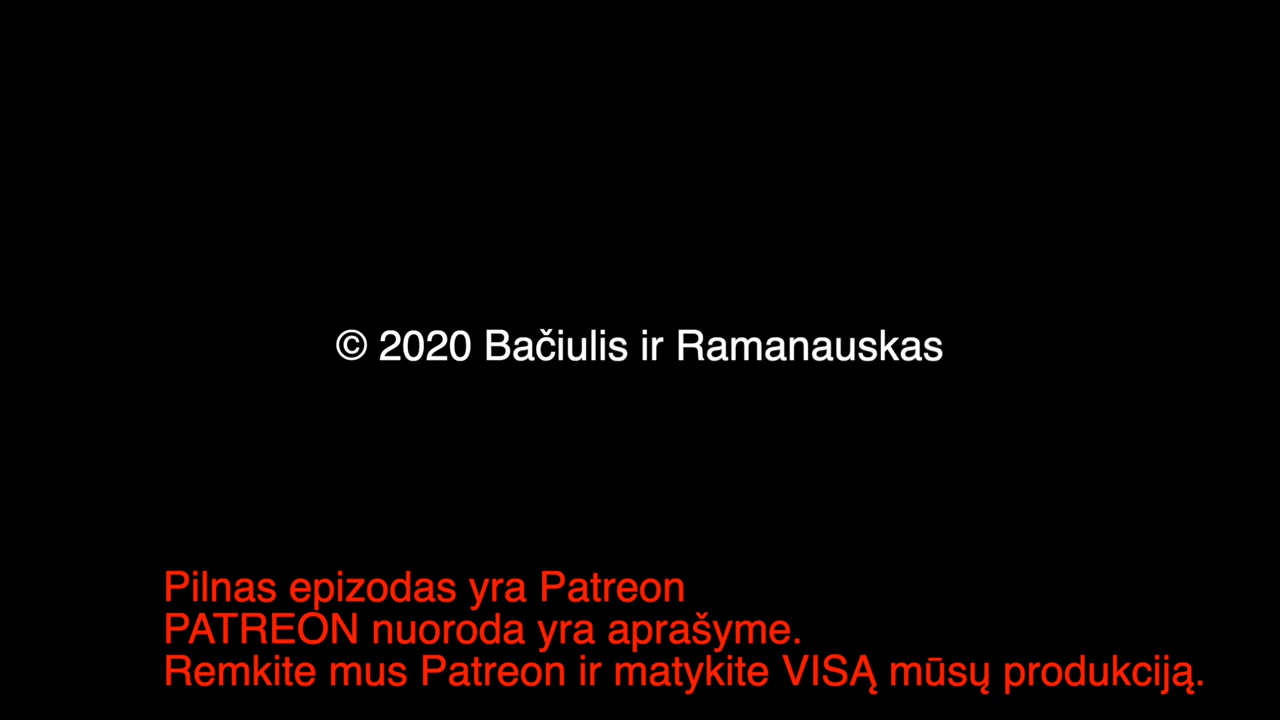 © 2020 Bačiulis ir Ramanauskas
Pilnas epizodas yra Patreon
PATREON nuoroda yra aprašyme.
Remkite mus Patreon ir matykite VISĄ mūsų produkciją.